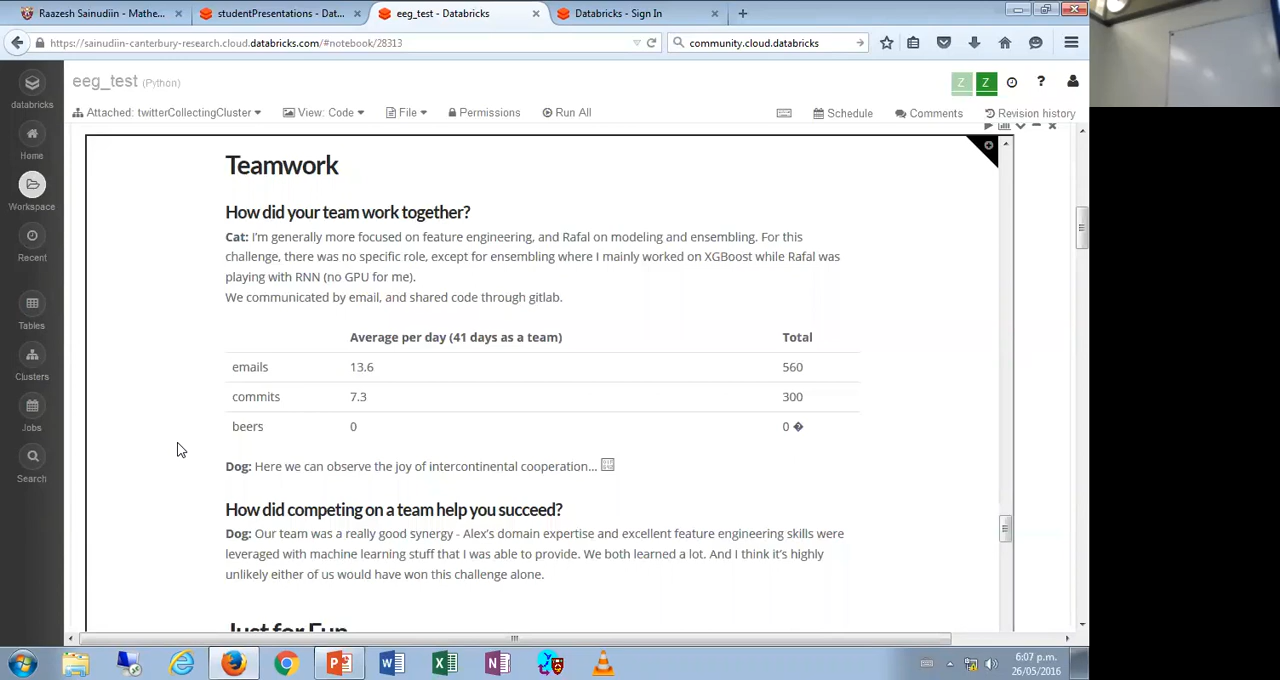 Raazesh Sainudiin - Mathe...
studentPresentations - Dat...
eeg_test - Databricks
Databricks - Sign In
https://sainudiin-canterbury-research.cloud.databricks.com/#notebook/28313
community.cloud.databricks
eeg_test (Python)
Z
Z
?
Attached: twitterCollectingCluster
View: Code
File
Permissions
Run All
Schedule
Comments
Revision history
databricks
Home
Workspace
Recent
Tables
Clusters
Jobs
Search
Teamwork
How did your team work together?
Cat: I'm generally more focused on feature engineering, and Rafal on modeling and ensembling. For this
challenge, there was no specific role, except for ensembling where I mainly worked on XGBoost while Rafal was
playing with RNN (no GPU for me).
We communicated by email, and shared code through gitlab.
Average per day (41 days as a team) Total
emails 13.6 560
commits 7.3 300
beers 0 0 �
Dog: Here we can observe the joy of intercontinental cooperation...
How did competing on a team help you succeed?
Dog: Our team was a really good synergy - Alex's domain expertise and excellent feature engineering skills were
leveraged with machine learning stuff that I was able to provide. We both learned a lot. And I think it's highly
unlikely either of us would have won this challenge alone.
Just for Fun
6:07 p.m.
26/05/2016